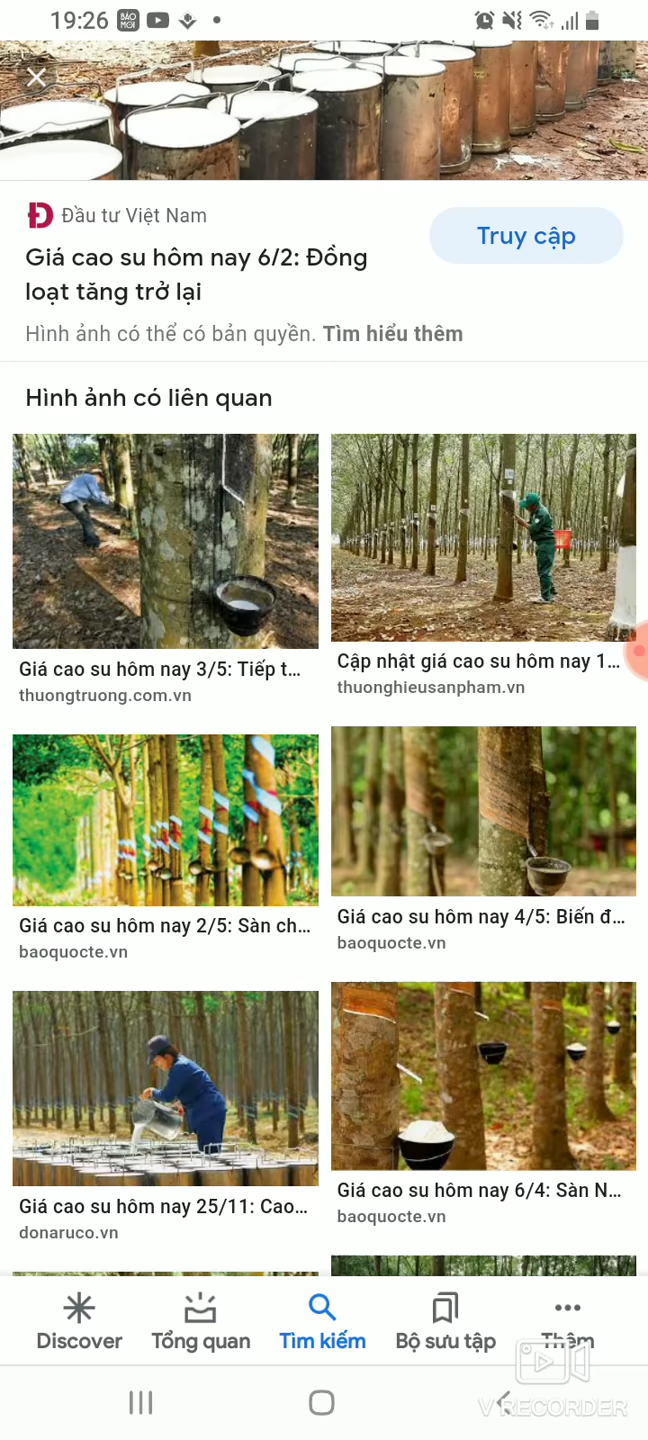 19:26
BÁO
MỚI
Đầu tư Việt Nam
Truy cập
Giá cao su hôm nay 6/2: Đồng
loạt tăng trở lại
Hình ảnh có thể có bản quyền. Tìm hiểu thêm
Hình ảnh có liên quan
Giá cao su hôm nay 3/5: Tiếp t...
thuongtruong.com.vn
Cập nhật giá cao su hôm nay 1...
thuonghieusanpham.vn
Giá cao su hôm nay 2/5: Sàn ch...
baoquocte.vn
Giá cao su hôm nay 4/5: Biến đ...
baoquocte.vn
Giá cao su hôm nay 25/11: Cao...
donaruco.vn
Giá cao su hôm nay 6/4: Sàn N...
baoquocte.vn
Discover
Tổng quan
Tìm kiếm
Bộ sưu tập
Thêm
V RECORDER